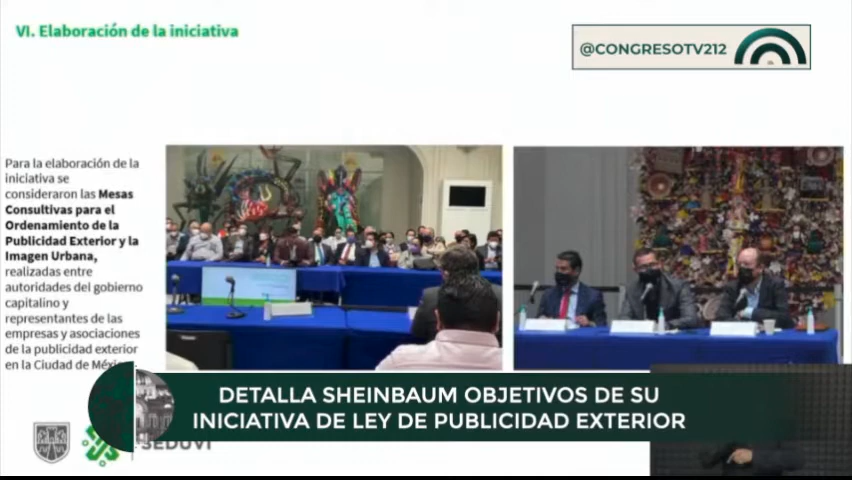 VI. Elaboración de la iniciativa
@CONGRESOTV212
Para la elaboración de la
iniciativa se
consideraron las Mesas
Consultivas para el
Ordenamiento de la
Publicidad Exterior y la
Imagen Urbana,
realizadas entre
autoridades del gobierno
capitalino y
representantes de las
empresas y asociaciones
de la publicidad exterior
en la Ciudad de
DETALLA SHEINBAUM OBJETIVOS DE SU
INICIATIVA DE LEY DE PUBLICIDAD EXTERIOR
SEDUVI